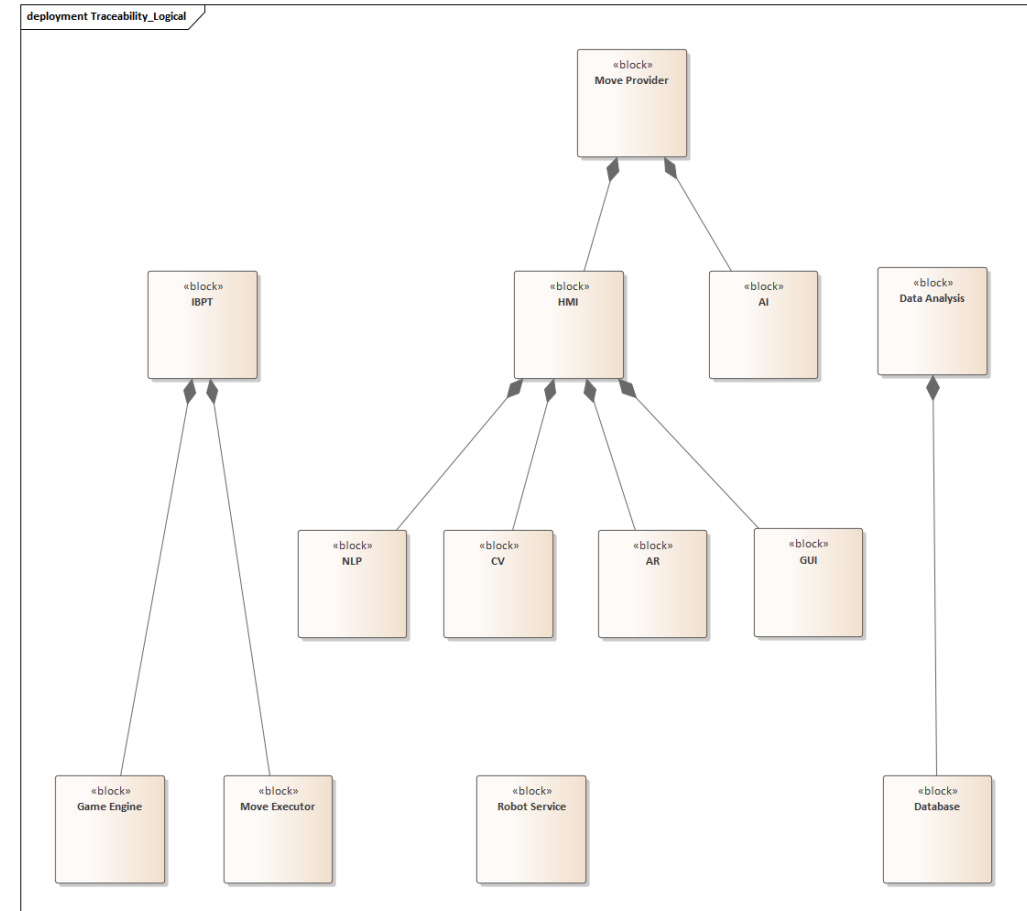 deployment Traceability_Logical
«block»
Move Provider
«block»
IBPT
«block»
HMI
«block»
AI
«block»
Data Analysis
«block»
NLP
«block»
CV
«block»
AR
«block»
GUI
«block»
Game Engine
«block»
Move Executor
«block»
Robot Service
«block»
Database